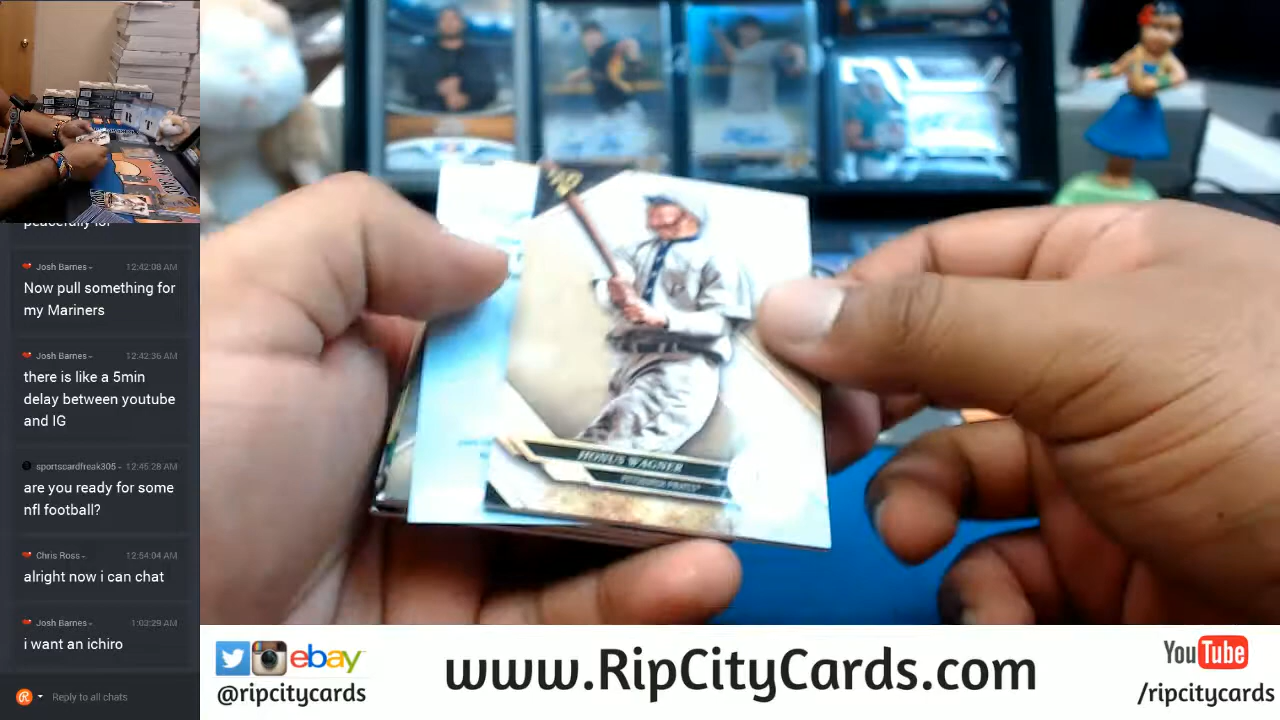 peacefully lol
Josh Barnes - 12:42:08 AM
Now pull something for
my Mariners
Josh Barnes - 12:42:36 AM
there is like a 5min
delay between youtube
and IG
sportscardfreak305 - 12:45:28 AM
are you ready for some
nfl football?
Chris Ross - 12:54:04 AM
alright now i can chat
Josh Barnes - 1:03:29 AM
i want an ichiro
Reply to all chats
HONUS WAGNER
PITTSBURGH PIRATES
ebay
@ripcitycards
www.RipCityCards.com
YouTube
/ripcitycards